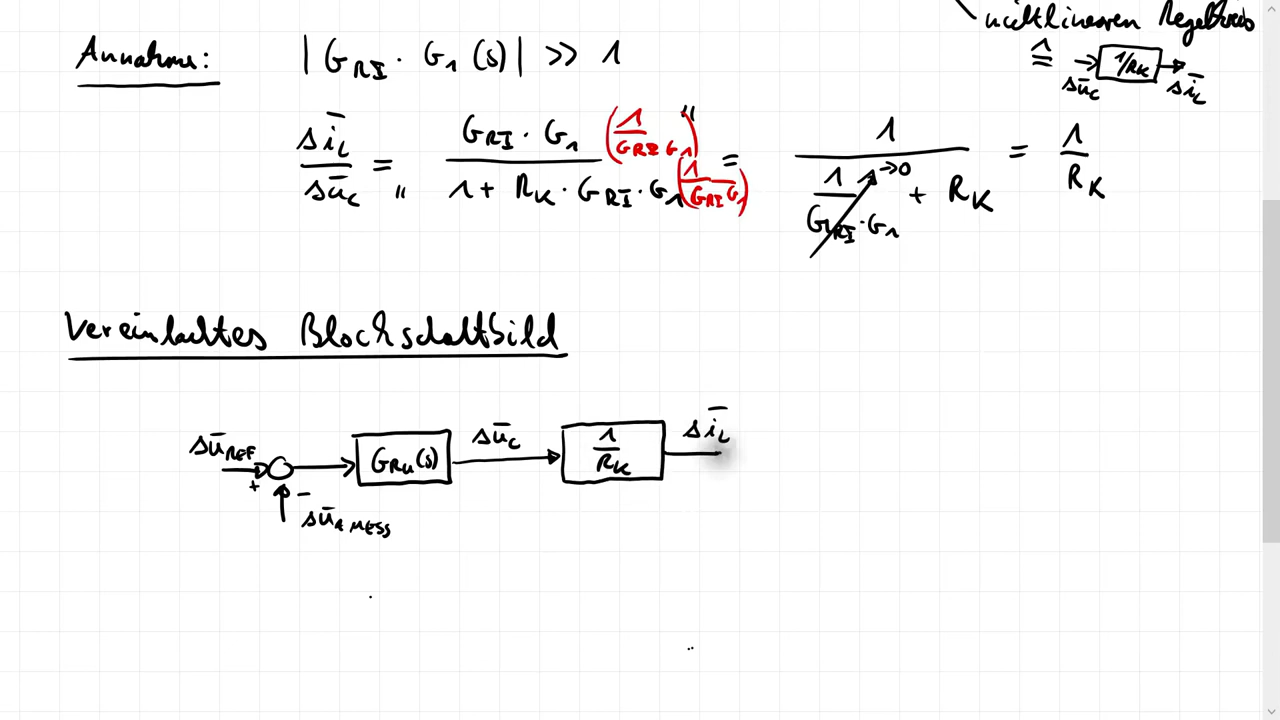 nichtlinearen Regelkreis
≙ → 1/R_K →
Δū_C Δī_L
Annahme: |G_RI · G_1(s)| >> 1
Δī_L / Δū_C "=" G_RI · G_1 (1 / G_RI G_1) / 1 + R_K · G_RI · G_1 (1 / G_RI G_1) = 1 / (1 / G_RI · G_1 →0 + R_K) = 1 / R_K
Vereinfachtes Blockschaltbild
Δū_REF + G_Ru(s) Δū_C 1/R_K Δī_L
− Δū_a MESS